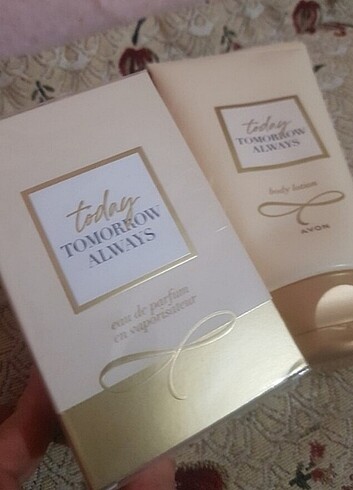 today
TOMORROW
ALWAYS
eau de parfum
en vaporisateur
today
TOMORROW
ALWAYS
body lotion
AVON